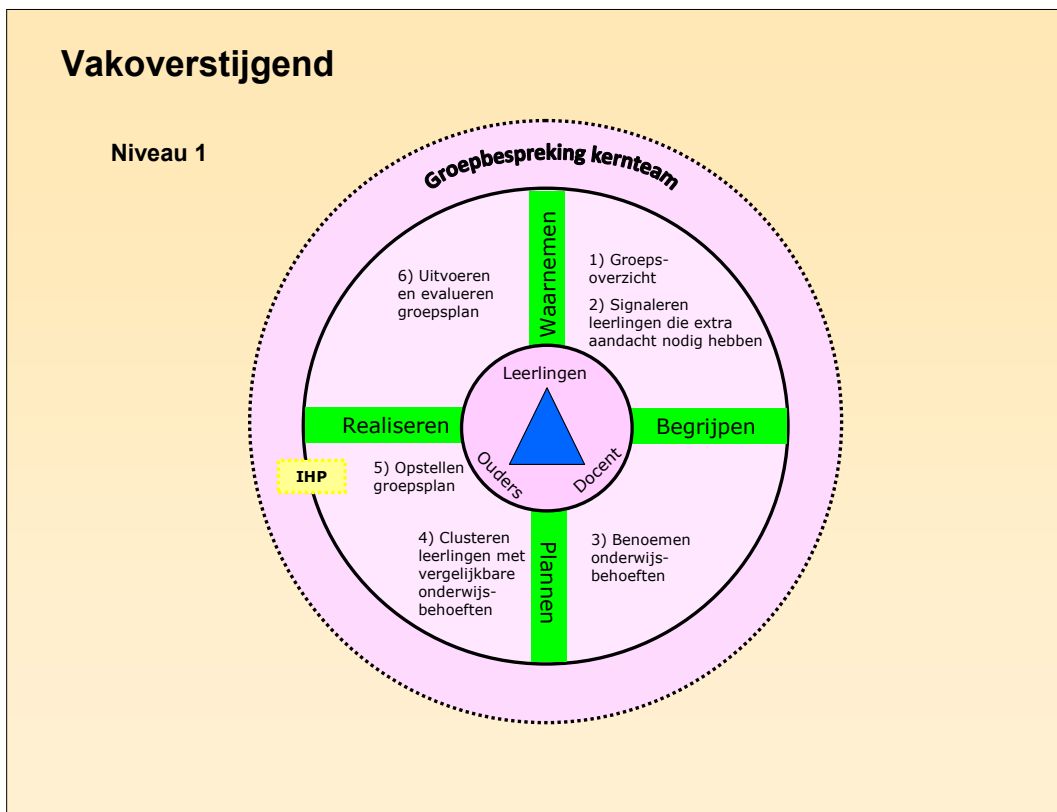 Vakoverstijgend
Niveau 1
Groepbespreking kernteam
Waarnemen
1) Groeps-
overzicht
2) Signaleren
leerlingen die extra
aandacht nodig hebben
Begrijpen
3) Benoemen
onderwijs-
behoeften
Plannen
4) Clusteren
leerlingen met
vergelijkbare
onderwijs-
behoeften
5) Opstellen
groepsplan
IHP
Realiseren
6) Uitvoeren
en evalueren
groepsplan
Leerlingen
Ouders
Docent